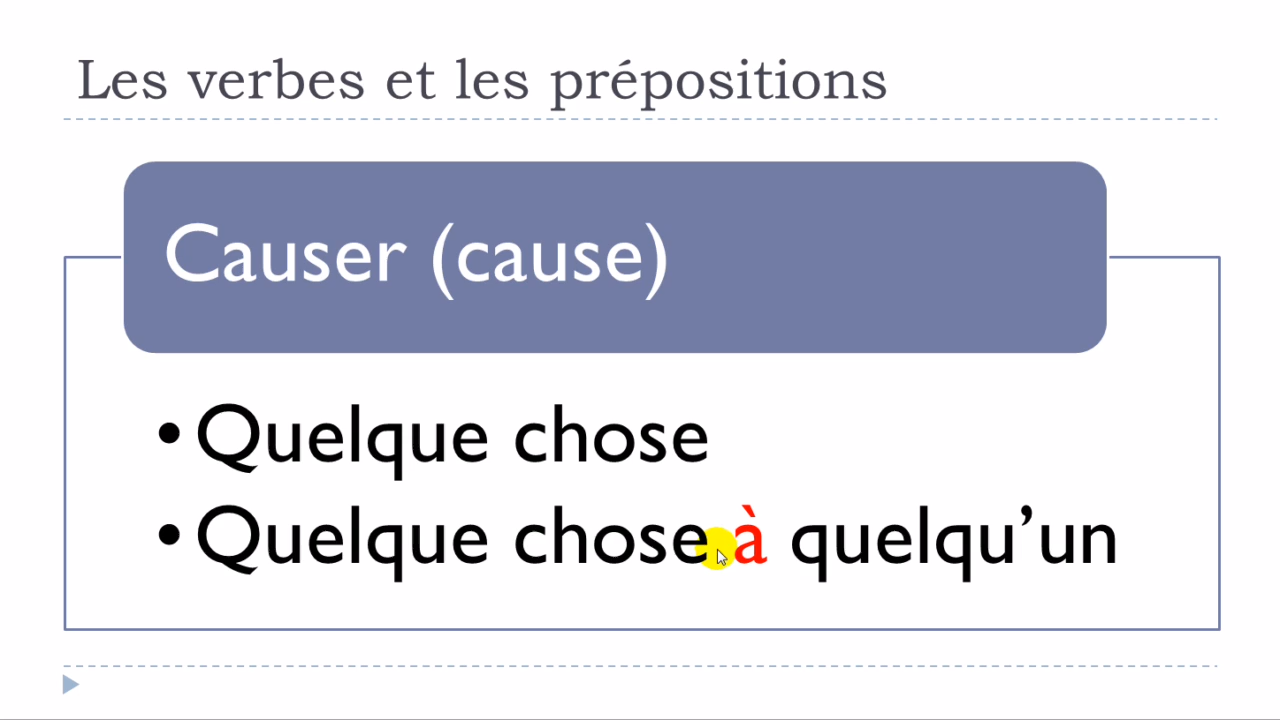 Les verbes et les prépositions
Causer (cause)
• Quelque chose
• Quelque chose à quelqu’un